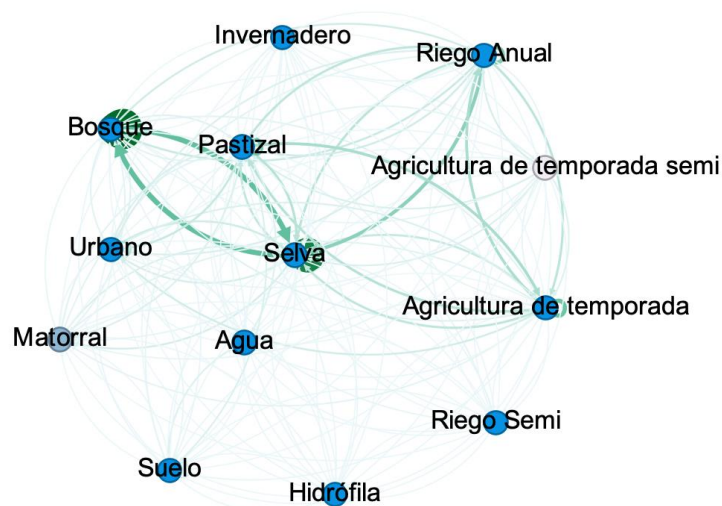 Invernadero
Riego Anual
Bosque
Pastizal
Agricultura de temporada semi
Urbano
Selva
Agricultura de temporada
Matorral
Agua
Riego Semi
Suelo
Hidrófila